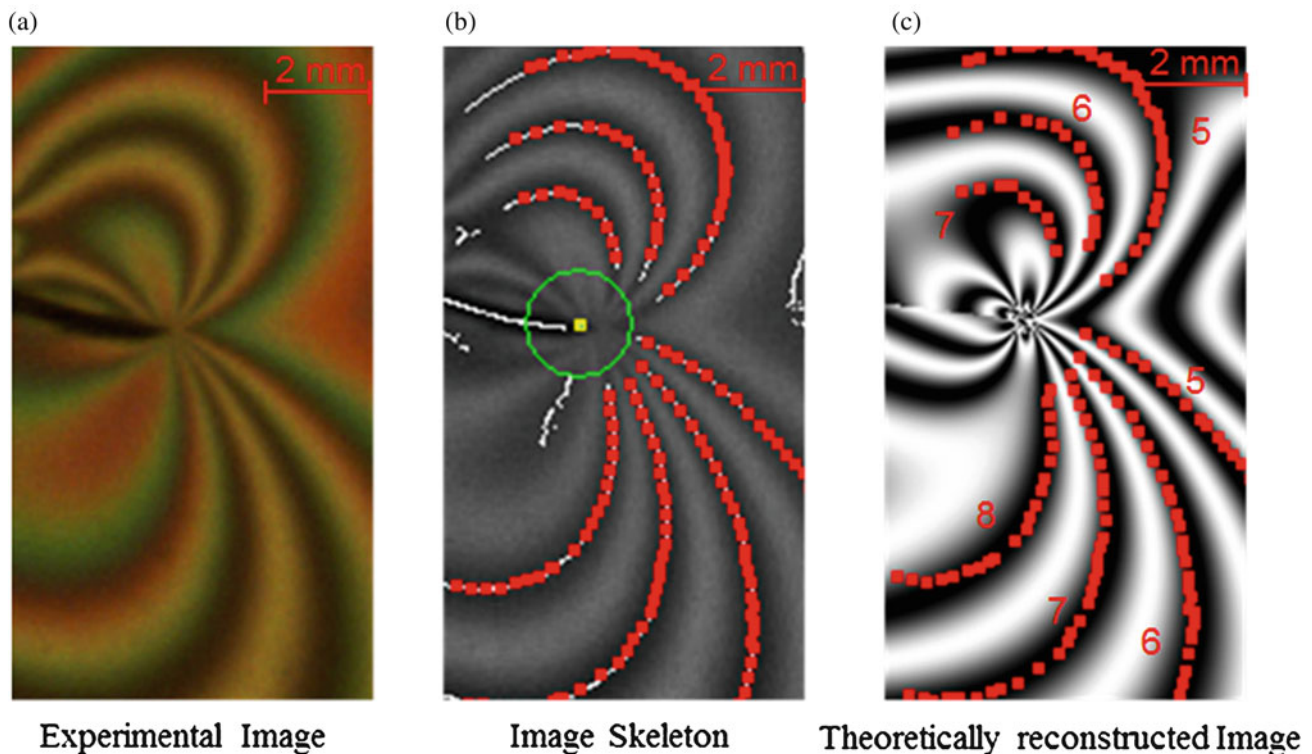 (a)
(b)
(c)
2 mm
2 mm
2 mm
6
5
7
5
8
7
6
Experimental Image
Image Skeleton
Theoretically reconstructed Image